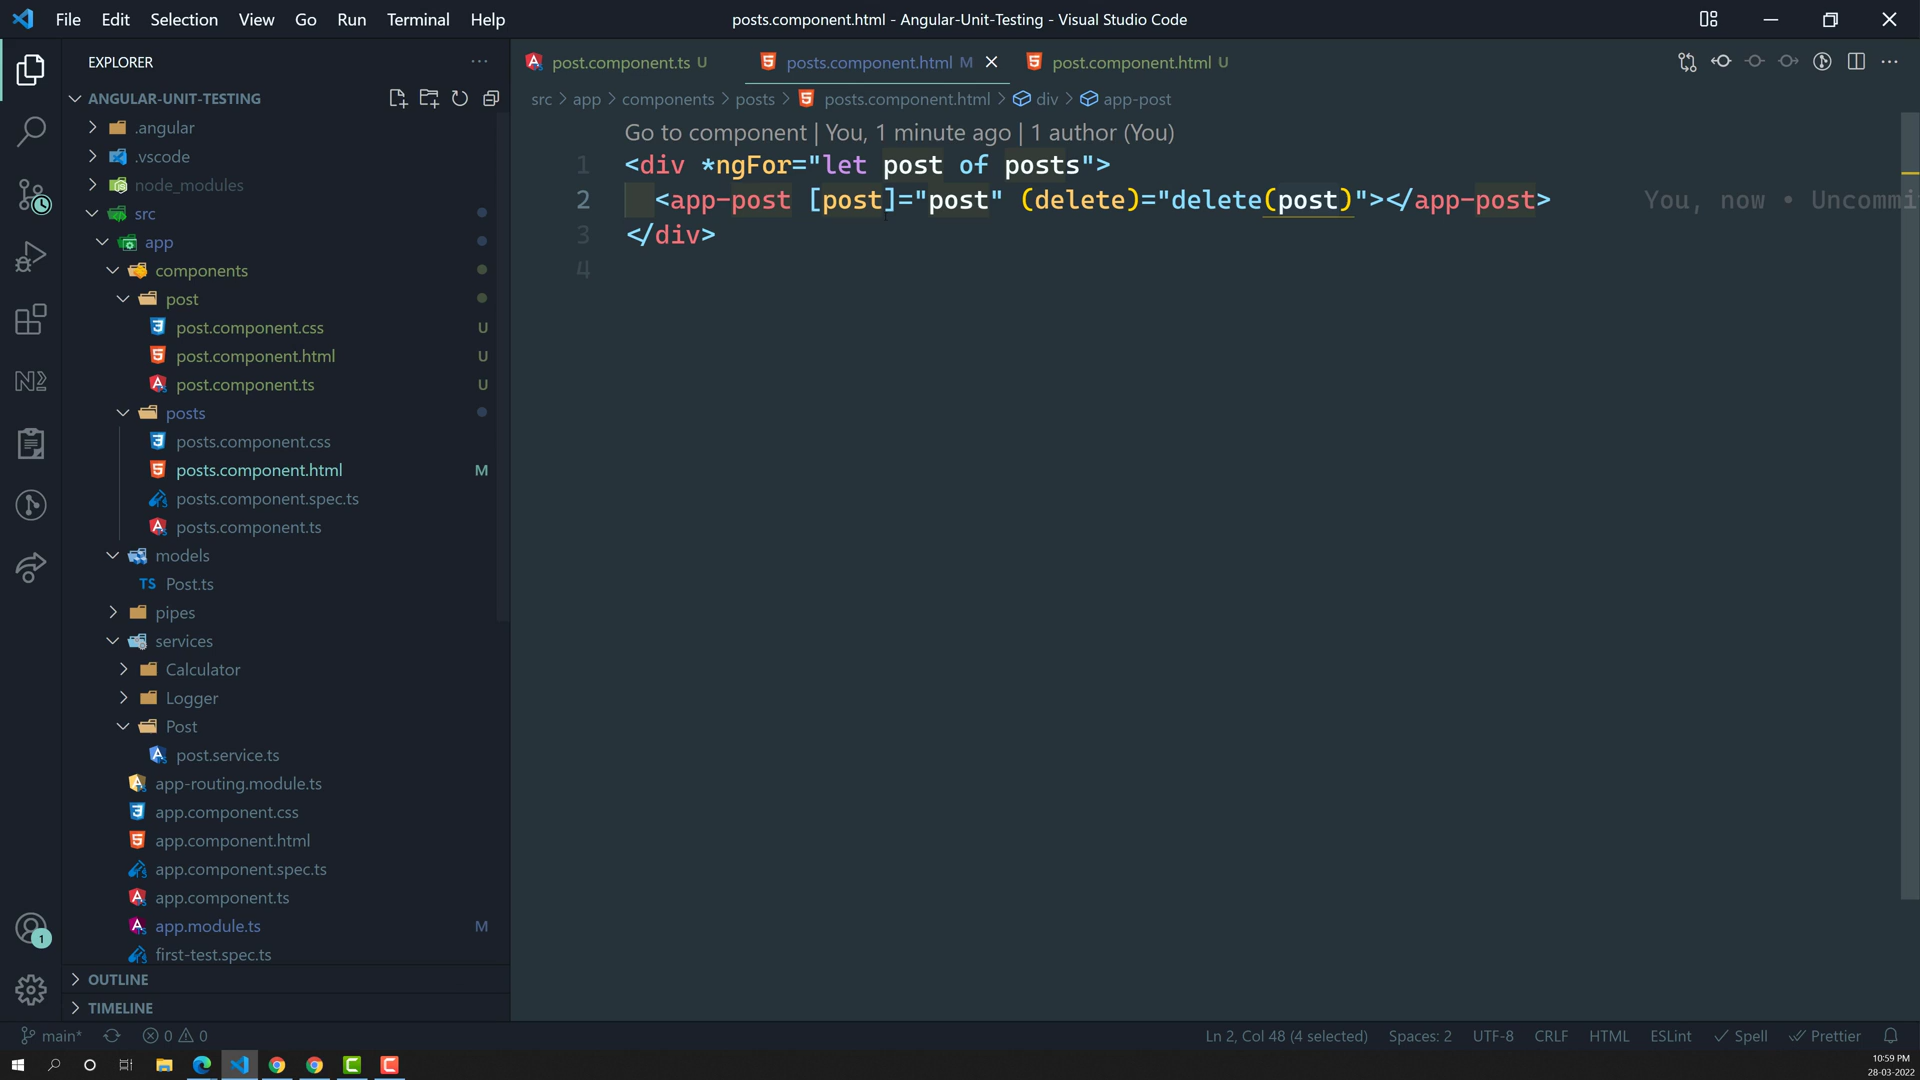 File Edit Selection View Go Run Terminal Help
posts.component.html - Angular-Unit-Testing - Visual Studio Code
EXPLORER
ANGULAR-UNIT-TESTING
.angular
.vscode
node_modules
src
app
components
post
post.component.css U
post.component.html U
post.component.ts U
posts
posts.component.css
posts.component.html M
posts.component.spec.ts
posts.component.ts
models
TS Post.ts
pipes
services
Calculator
Logger
Post
post.service.ts
app-routing.module.ts
app.component.css
app.component.html
app.component.spec.ts
app.component.ts
app.module.ts M
first-test.spec.ts
OUTLINE
TIMELINE
post.component.ts U
posts.component.html M
post.component.html U
src > app > components > posts > posts.component.html > div > app-post
Go to component | You, 1 minute ago | 1 author (You)
1 <div *ngFor="let post of posts">
2 <app-post [post]="post" (delete)="delete(post)"></app-post> You, now • Uncommi
3 </div>
4
1
main* 0 0
Ln 2, Col 48 (4 selected) Spaces: 2 UTF-8 CRLF HTML ESLint Spell Prettier
10:59 PM
28-03-2022